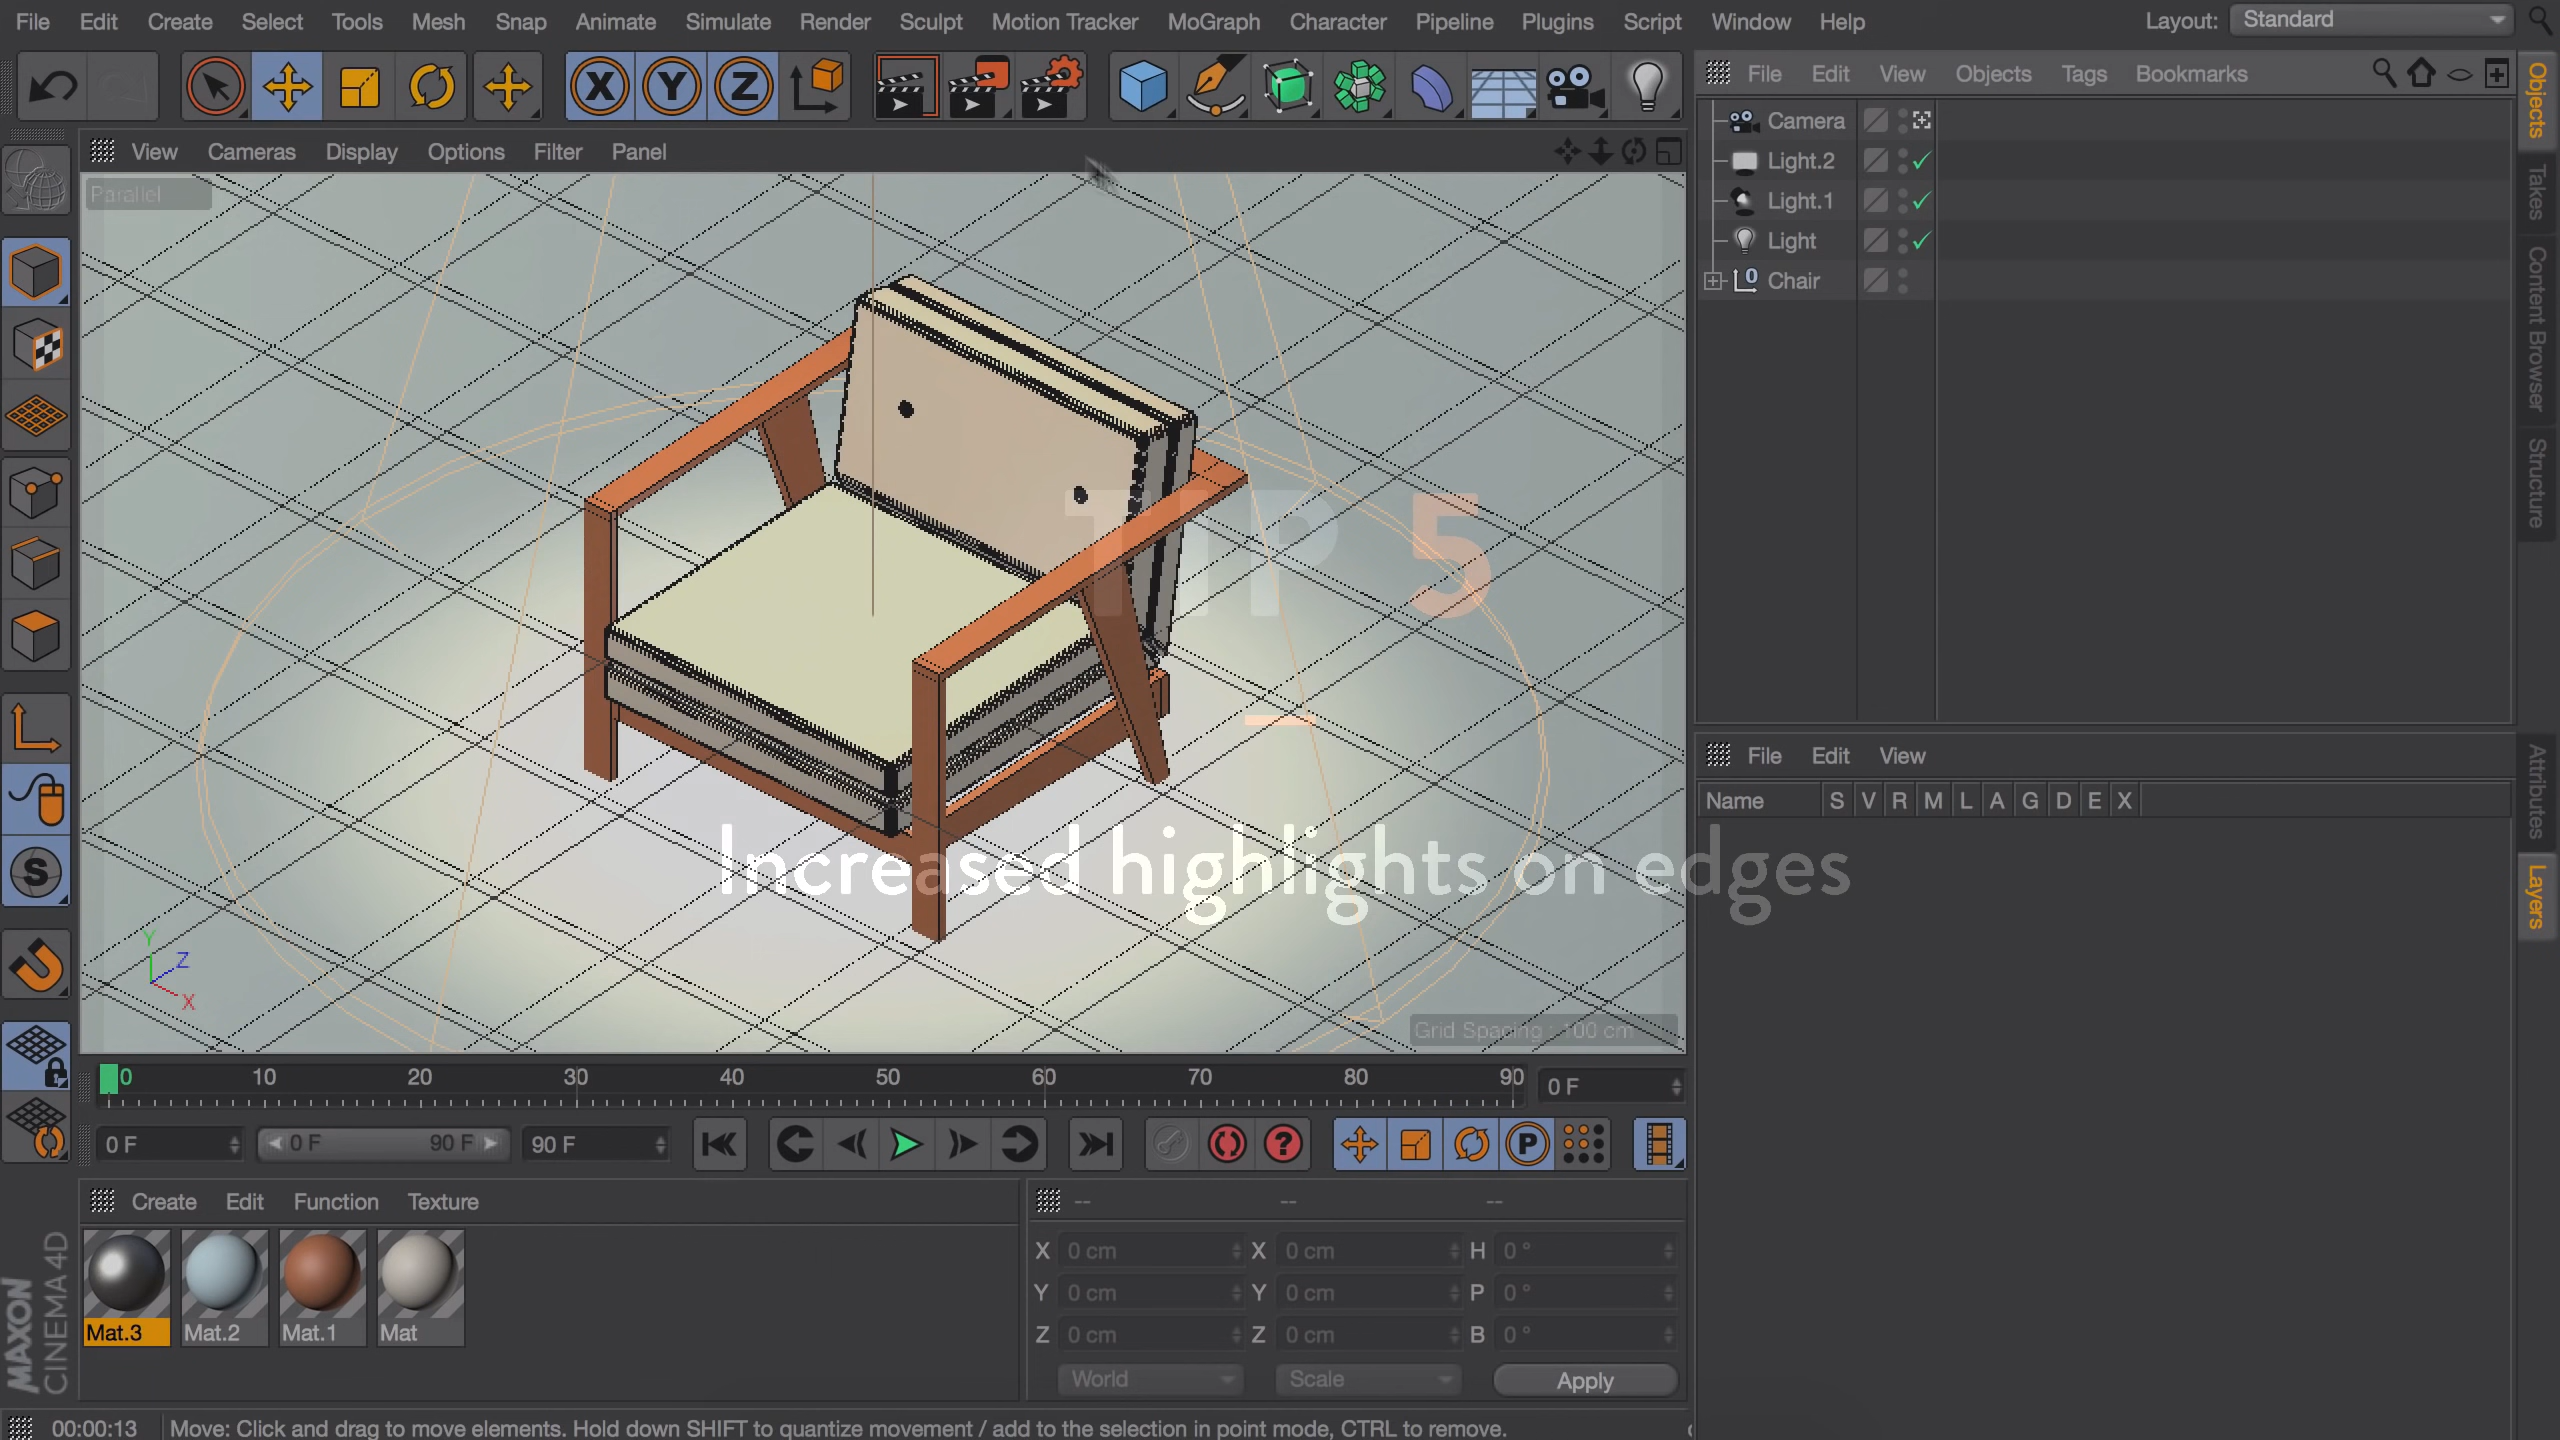 File Edit Create Select Tools Mesh Snap Animate Simulate Render Sculpt Motion Tracker MoGraph Character Pipeline Plugins Script Window Help Layout: Standard
X Y Z
File Edit View Objects Tags Bookmarks
Objects
Takes
Content Browser
Structure
Camera
Light.2
Light.1
Light
0 Chair
View Cameras Display Options Filter Panel
Parallel
TIP 5
Increased highlights on edges
Y
Z
X
Grid Spacing : 100 cm
S
File Edit View
Name S V R M L A G D E X
Attributes
Layers
0 10 20 30 40 50 60 70 80 90 0 F
0 F 0 F 90 F 90 F ? P
Create Edit Function Texture
Mat.3 Mat.2 Mat.1 Mat
-- -- --
X 0 cm X 0 cm H 0 °
Y 0 cm Y 0 cm P 0 °
Z 0 cm Z 0 cm B 0 °
World Scale Apply
MAXON
CINEMA 4D
00:00:13 Move: Click and drag to move elements. Hold down SHIFT to quantize movement / add to the selection in point mode, CTRL to remove.